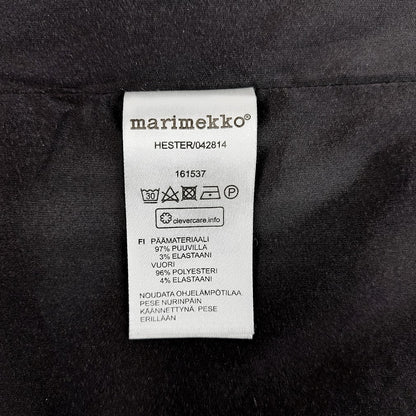 marimekko®
HESTER/042814
161537
30 P
clevercare.info
FI PÄÄMATERIAALI
97% PUUVILLA
3% ELASTAANI
VUORI
96% POLYESTERI
4% ELASTAANI
NOUDATA OHJELÄMPÖTILAA
PESE NURINPÄIN
KÄÄNNETTYNÄ. PESE
ERILLÄÄN